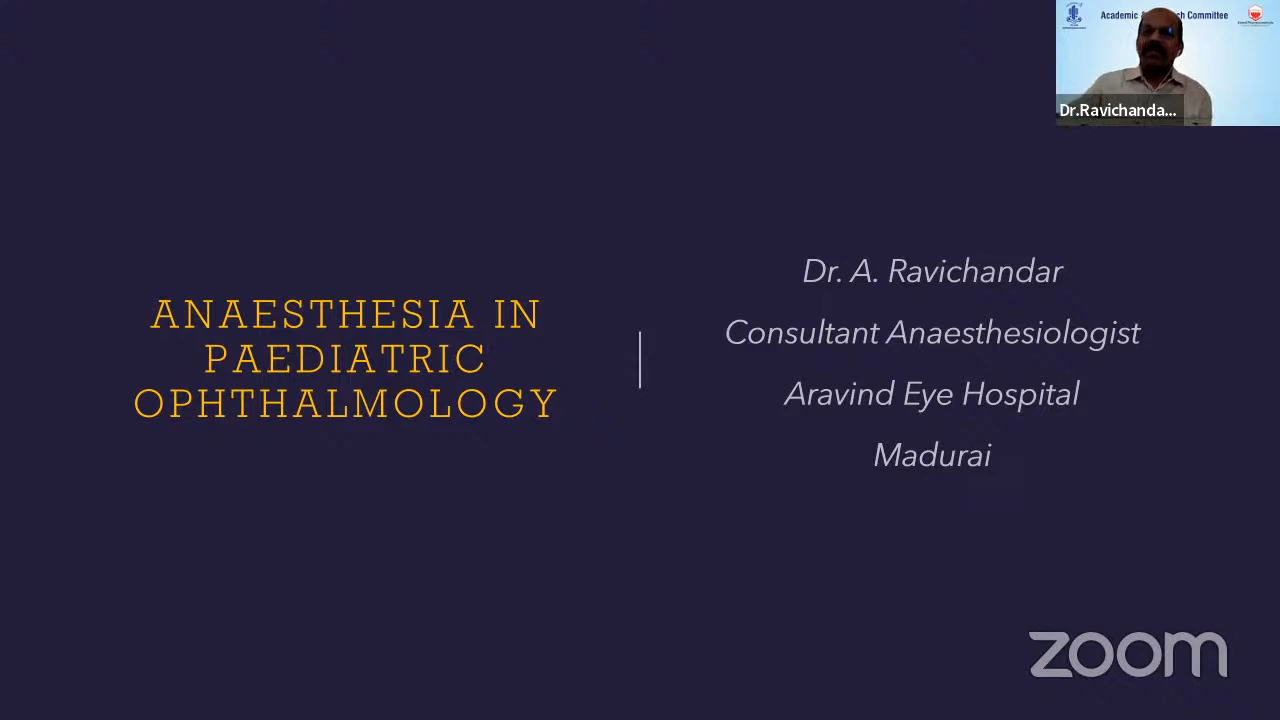 ANAESTHESIA IN
PAEDIATRIC
OPHTHALMOLOGY
Dr. A. Ravichandar
Consultant Anaesthesiologist
Aravind Eye Hospital
Madurai
Academic
Committee
Dr.Ravichanda...
zoom